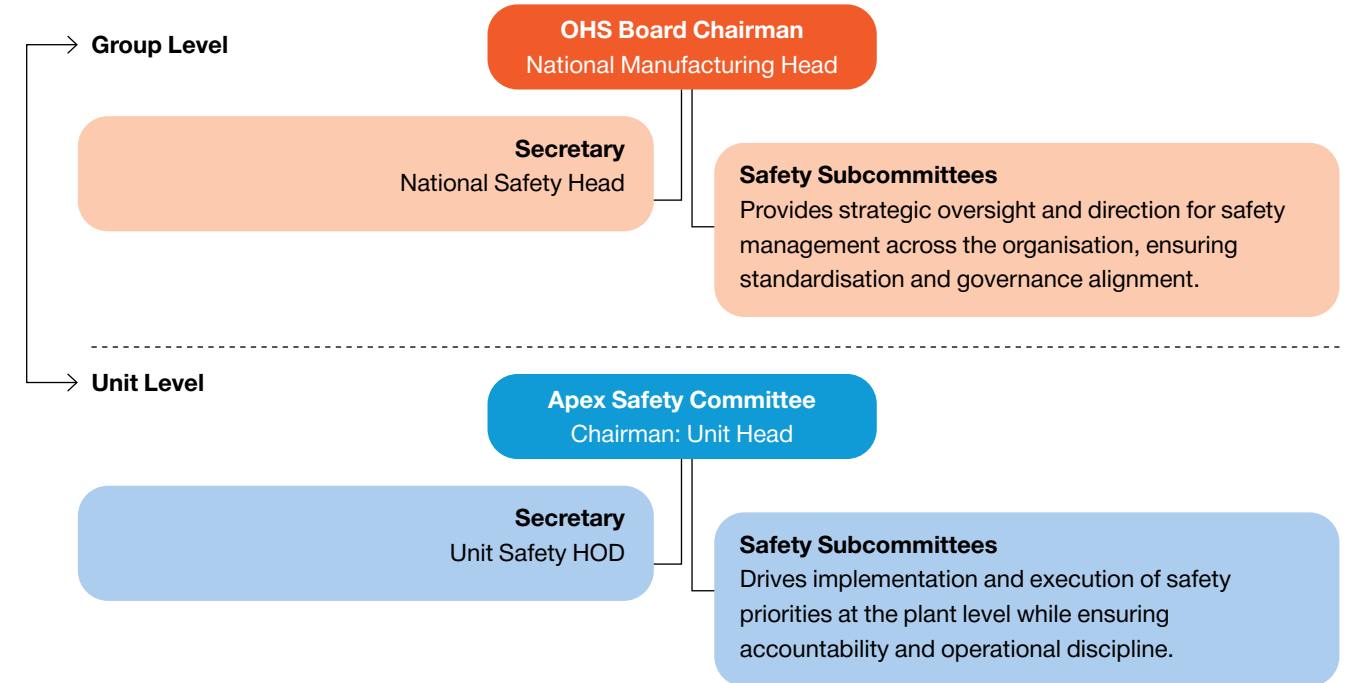 Group Level
OHS Board Chairman
National Manufacturing Head
Secretary
National Safety Head
Safety Subcommittees
Provides strategic oversight and direction for safety
management across the organisation, ensuring
standardisation and governance alignment.
Unit Level
Apex Safety Committee
Chairman: Unit Head
Secretary
Unit Safety HOD
Safety Subcommittees
Drives implementation and execution of safety
priorities at the plant level while ensuring
accountability and operational discipline.